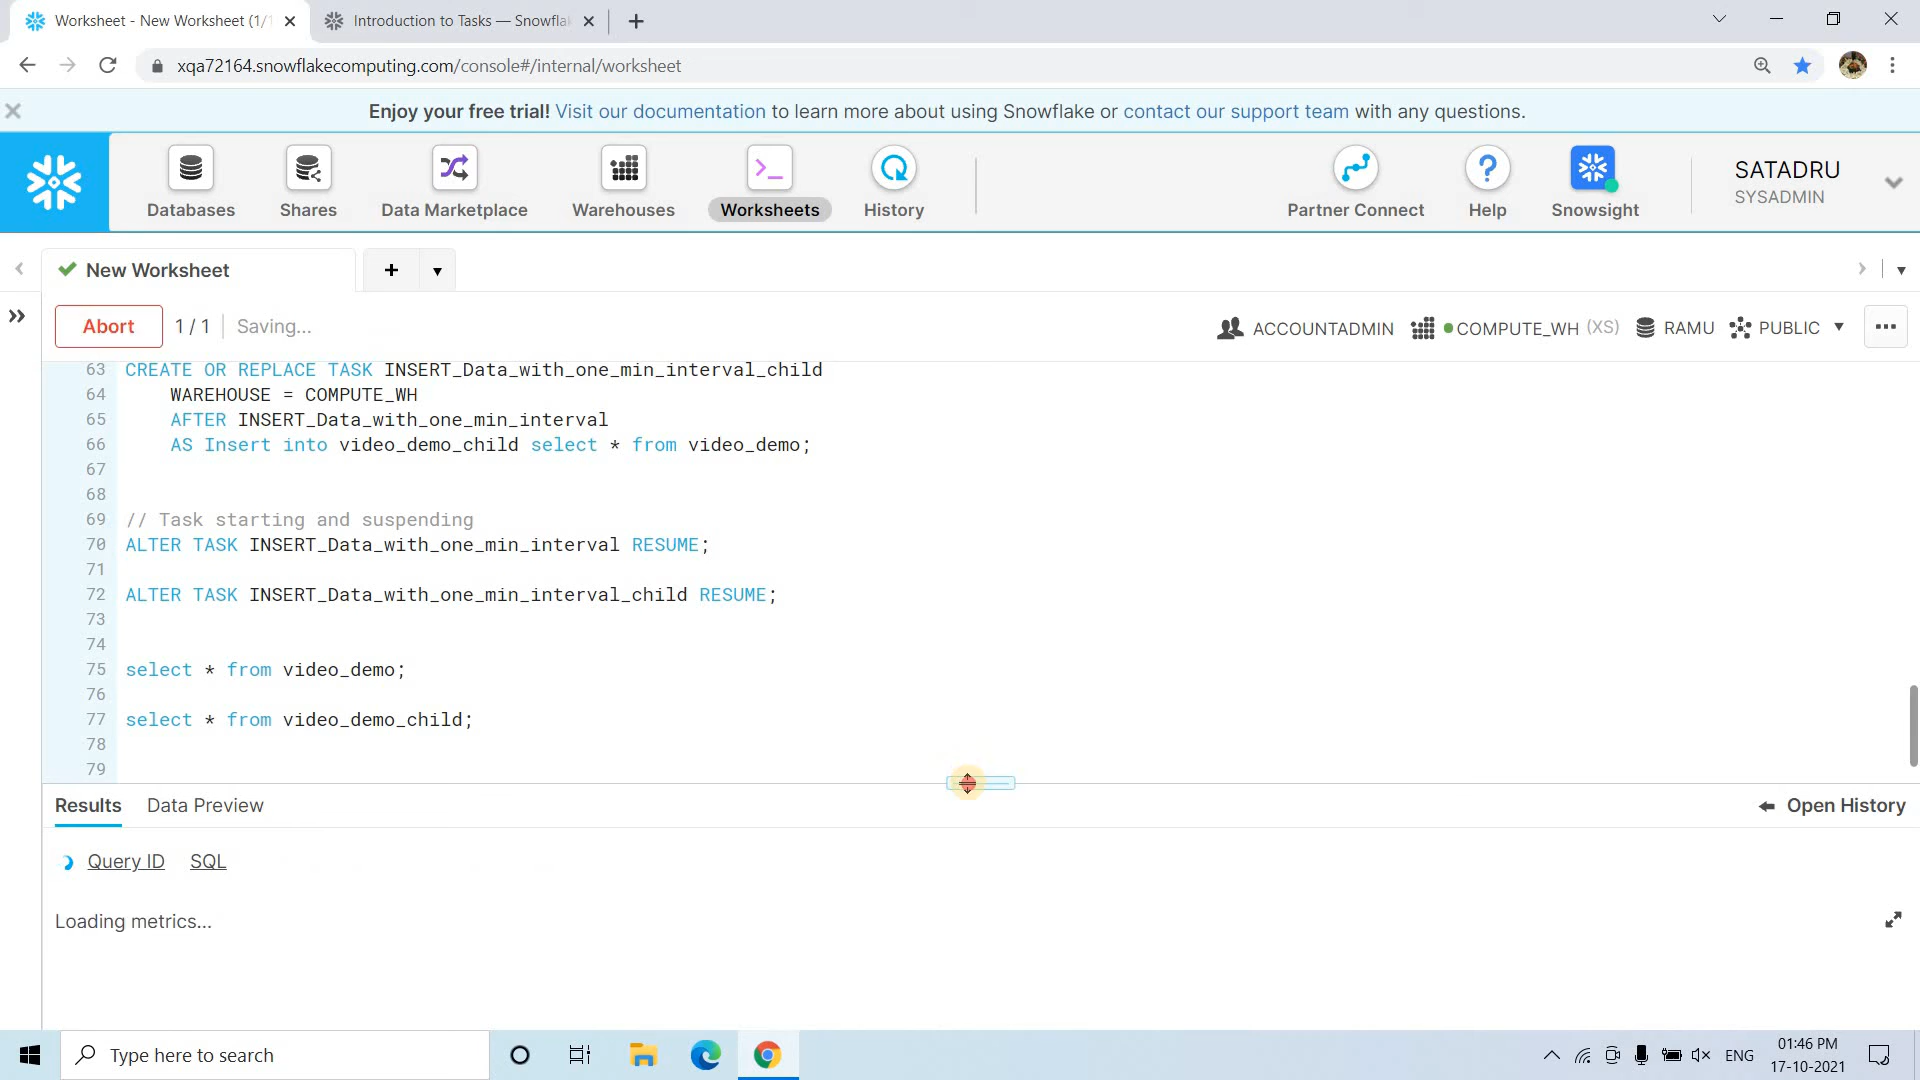 Worksheet - New Worksheet (1/1
Introduction to Tasks — Snowfla
xqa72164.snowflakecomputing.com/console#/internal/worksheet
Enjoy your free trial! Visit our documentation to learn more about using Snowflake or contact our support team with any questions.
Databases
Shares
Data Marketplace
Warehouses
Worksheets
History
Partner Connect
Help
Snowsight
SATADRU
SYSADMIN
New Worksheet
Abort 1 / 1 Saving...
ACCOUNTADMIN COMPUTE_WH (XS) RAMU PUBLIC
63 CREATE OR REPLACE TASK INSERT_Data_with_one_min_interval_child
64 WAREHOUSE = COMPUTE_WH
65 AFTER INSERT_Data_with_one_min_interval
66 AS Insert into video_demo_child select * from video_demo;
67
68
69 // Task starting and suspending
70 ALTER TASK INSERT_Data_with_one_min_interval RESUME;
71
72 ALTER TASK INSERT_Data_with_one_min_interval_child RESUME;
73
74
75 select * from video_demo;
76
77 select * from video_demo_child;
78
79
Results Data Preview
Open History
Query ID SQL
Loading metrics...
Type here to search
ENG
01:46 PM
17-10-2021